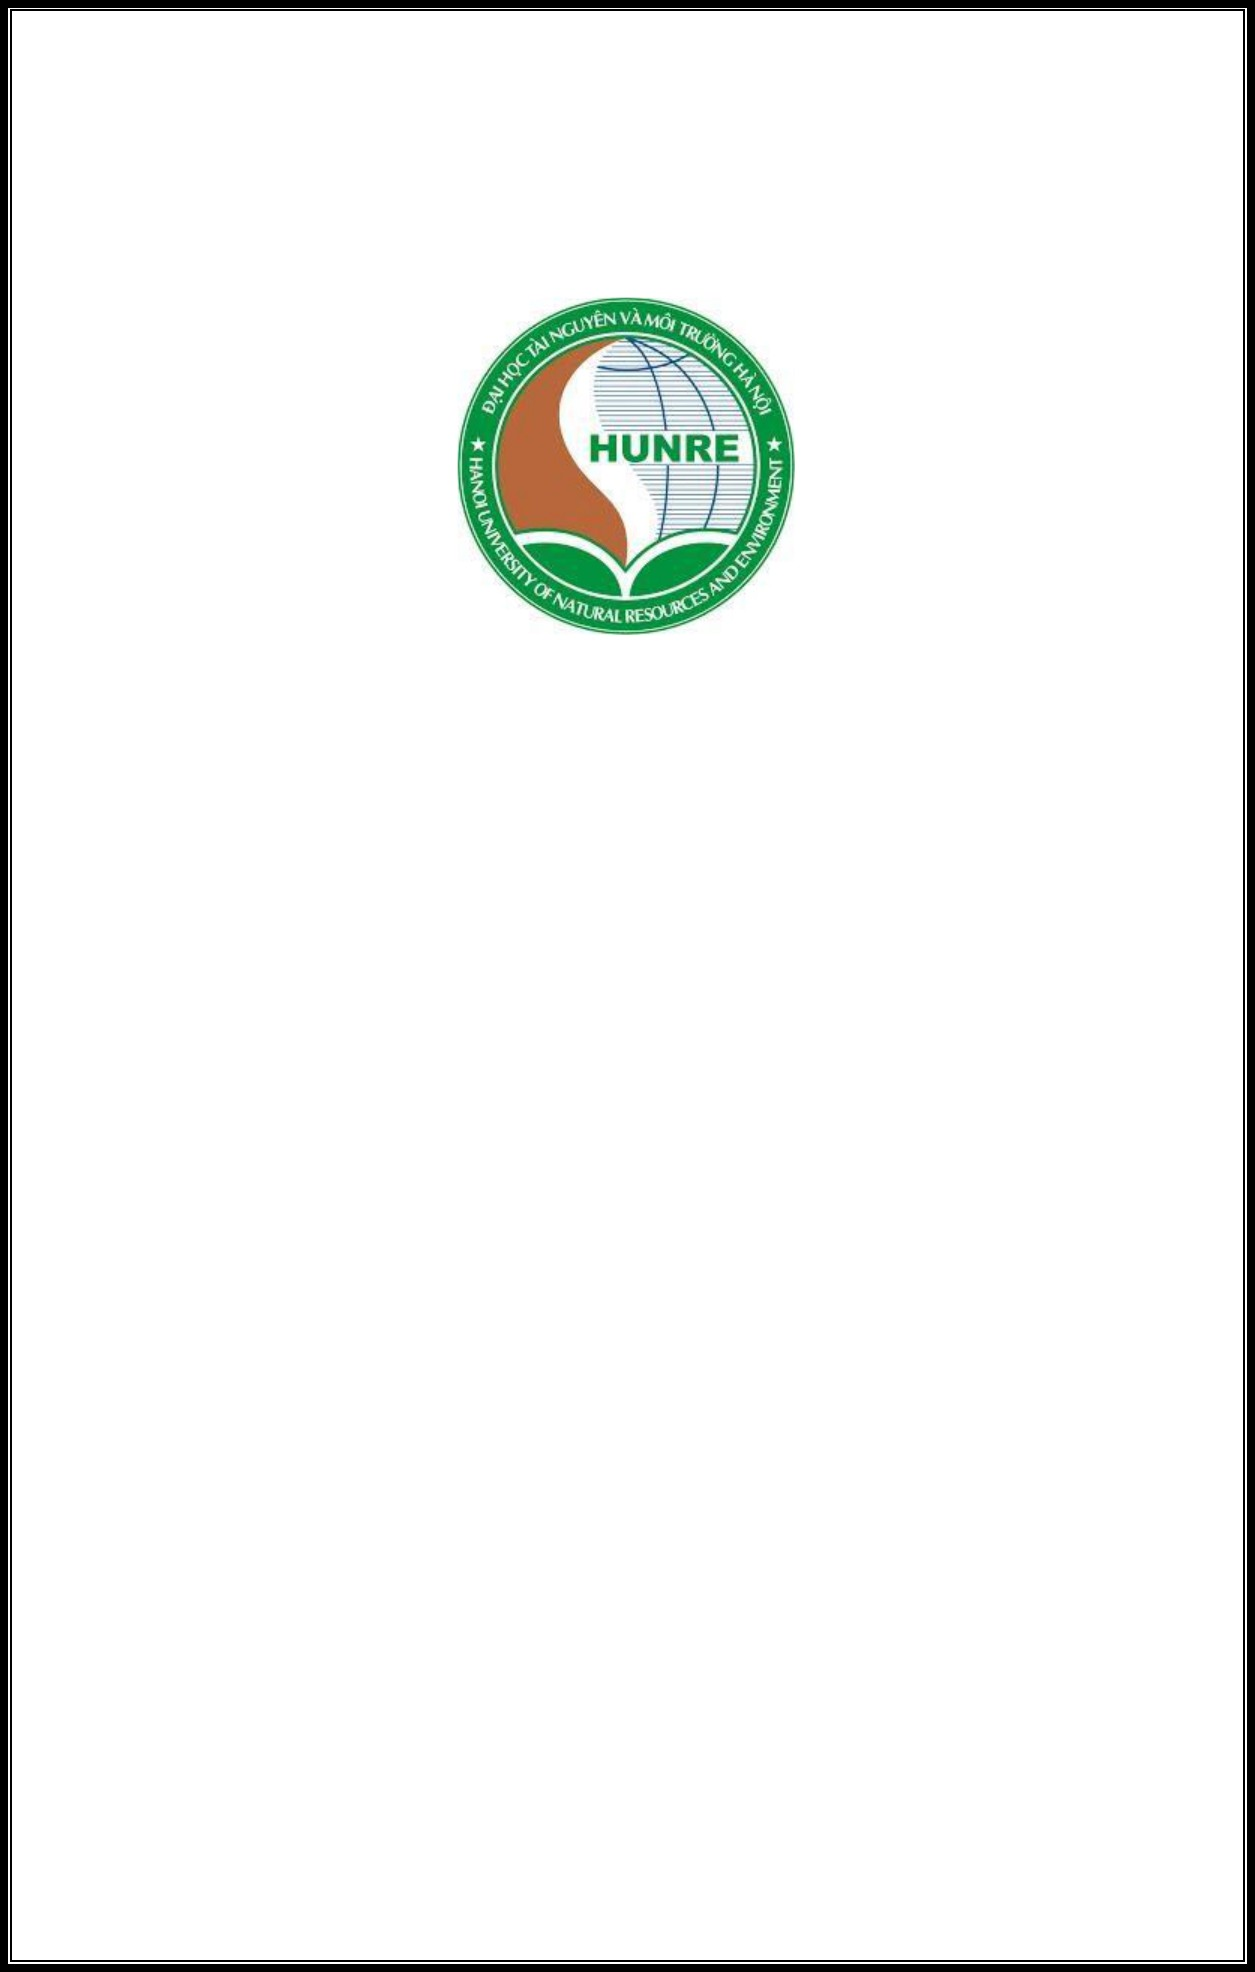 ĐẠI HỌC TÀI NGUYÊN VÀ MÔI TRƯỜNG HÀ NỘI
HUNRE
HANOI UNIVERSITY OF NATURAL RESOURCES AND ENVIRONMENT